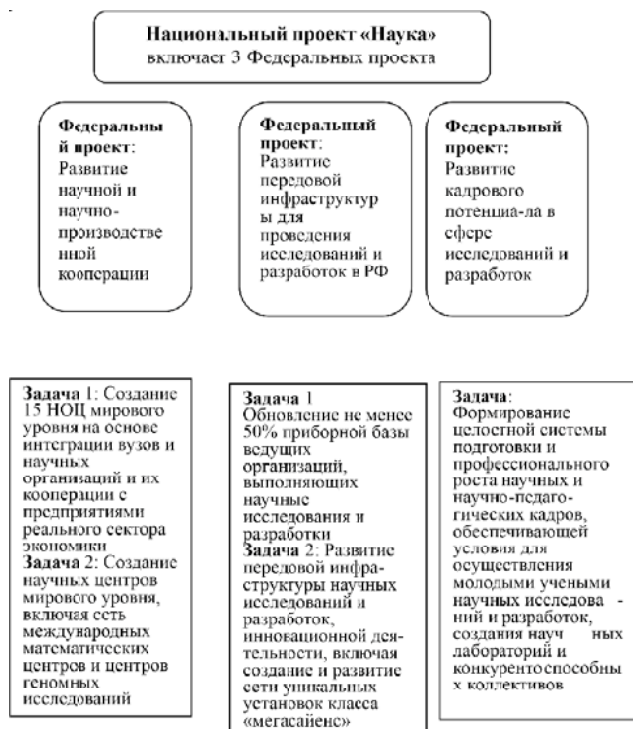 Национальный проект «Наука»
включает 3 Федеральных проекта
Федеральны
й проект:
Развитие
научной и
научно-
производстве
нной
кооперации
Федеральный
проект:
Развитие
передовой
инфраструктур
ы для
проведения
исследований и
разработок в РФ
Федеральный
проект:
Развитие
кадрового
потенциа-ла в
сфере
исследований и
разработок
Задача 1: Создание
15 НОЦ мирового
уровня на основе
интеграции вузов и
научных
организаций и их
кооперации с
предприятиями
реального сектора
экономики
Задача 2: Создание
научных центров
мирового уровня,
включая сеть
международных
математических
центров и центров
геномных
исследований
Задача 1
Обновление не менее
50% приборной базы
ведущих
организаций,
выполняющих
научные
исследования и
разработки
Задача 2: Развитие
передовой инфра-
структуры научных
исследований и
разработок,
инновационной дея-
тельности, включая
создание и развитие
сети уникальных
установок класса
«мегасайенс»
Задача:
Формирование
целостной системы
подготовки и
профессионального
роста научных и
научно-педаго-
гических кадров,
обеспечивающей
условия для
осуществления
молодыми учеными
научных исследова -
ний и разработок,
создания науч ных
лабораторий и
конкурентоспособны
х коллективов